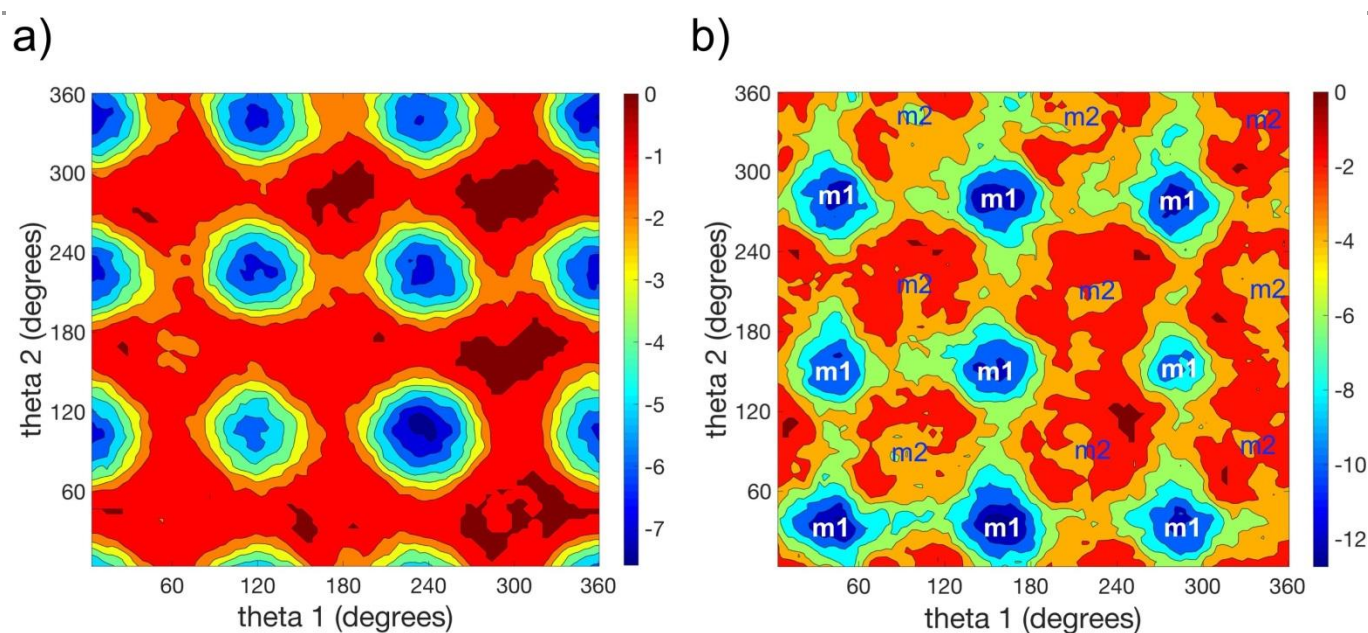 a)
360
300
240
180
120
60
theta 2 (degrees)
60 120 180 240 300 360
theta 1 (degrees)
0
-1
-2
-3
-4
-5
-6
-7
b)
360
300
240
180
120
60
theta 2 (degrees)
m2 m2 m2
m1 m1 m1
m2 m2 m2
m1 m1 m1
m2 m2 m2
m1 m1 m1
60 120 180 240 300 360
theta 1 (degrees)
0
-2
-4
-6
-8
-10
-12